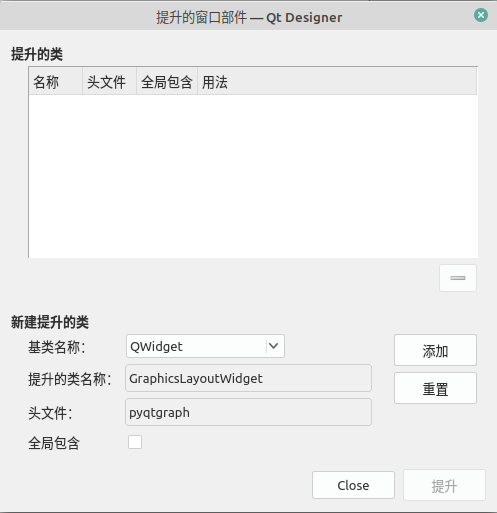 提升的窗口部件 — Qt Designer
提升的类
名称 头文件 全局包含 用法
新建提升的类
基类名称： QWidget 添加
提升的类名称： GraphicsLayoutWidget 重置
头文件： pyqtgraph
全局包含
Close 提升